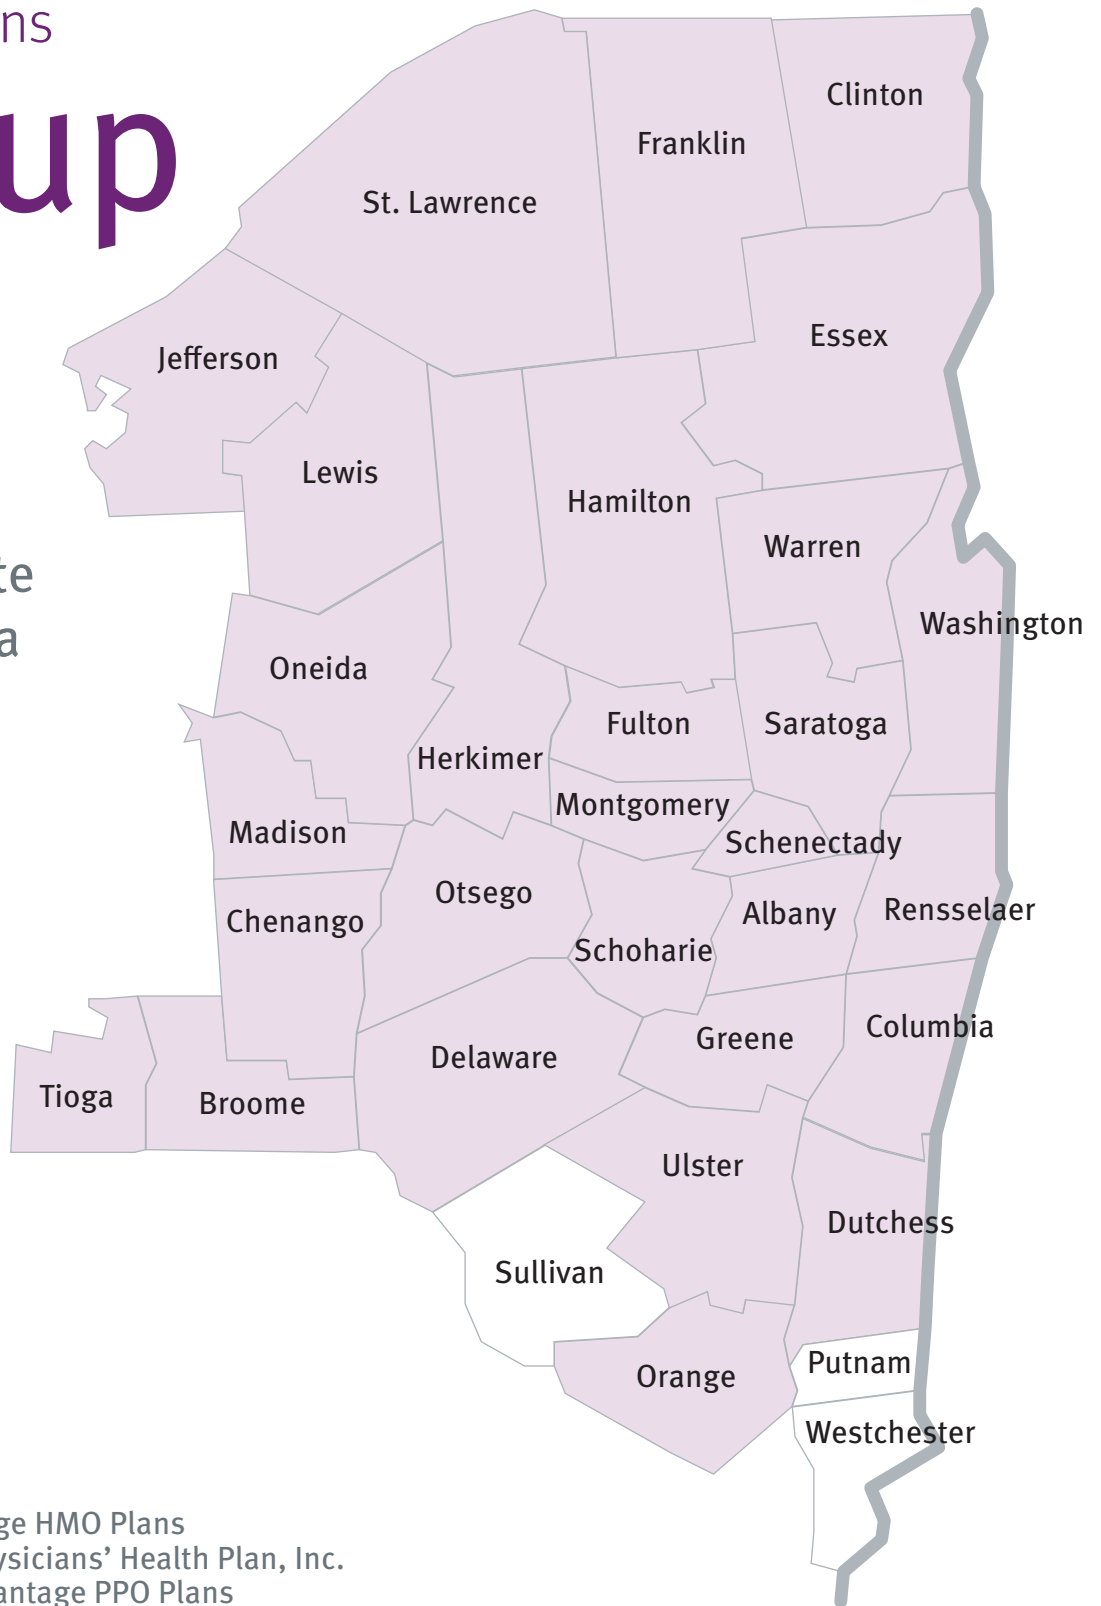 ns
up
Clinton
Franklin
St. Lawrence
Essex
Jefferson
Lewis
Hamilton
Warren
te
Washington
a
Oneida
Fulton
Saratoga
Herkimer
Montgomery
Madison
Schenectady
Otsego
Rensselaer
Albany
Chenango
Schoharie
Columbia
Greene
Delaware
Tioga
Broome
Ulster
Dutchess
Sullivan
Putnam
Orange
Westchester
ge HMO Plans
ysicians’ Health Plan, Inc.
antage PPO Plans